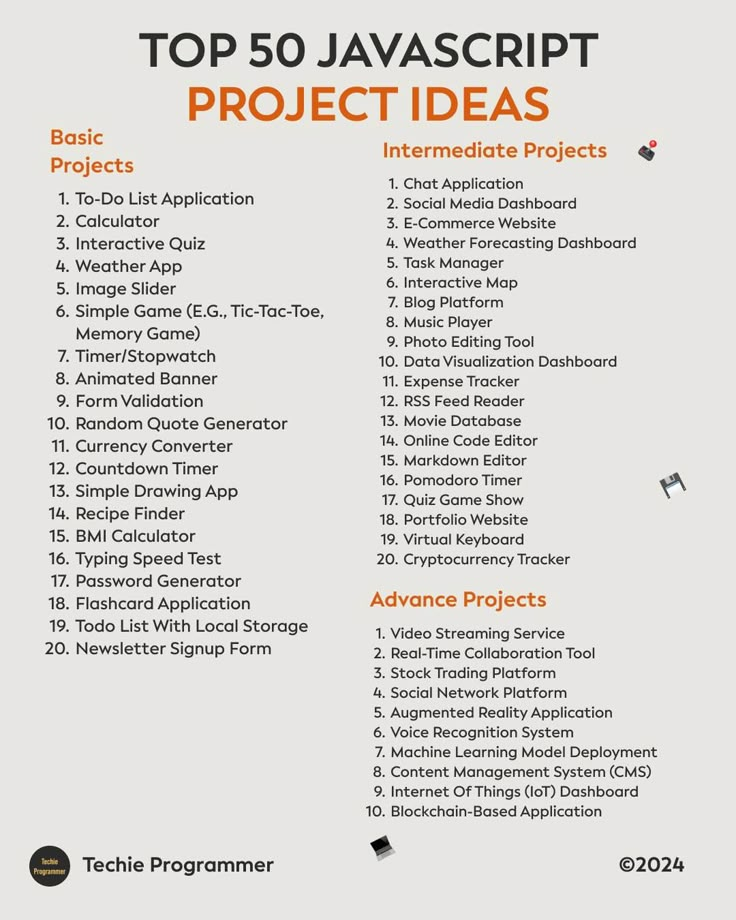 TOP 50 JAVASCRIPT
PROJECT IDEAS
Basic
Projects
1. To-Do List Application
2. Calculator
3. Interactive Quiz
4. Weather App
5. Image Slider
6. Simple Game (E.G., Tic-Tac-Toe,
Memory Game)
7. Timer/Stopwatch
8. Animated Banner
9. Form Validation
10. Random Quote Generator
11. Currency Converter
12. Countdown Timer
13. Simple Drawing App
14. Recipe Finder
15. BMI Calculator
16. Typing Speed Test
17. Password Generator
18. Flashcard Application
19. Todo List With Local Storage
20. Newsletter Signup Form
Intermediate Projects
1. Chat Application
2. Social Media Dashboard
3. E-Commerce Website
4. Weather Forecasting Dashboard
5. Task Manager
6. Interactive Map
7. Blog Platform
8. Music Player
9. Photo Editing Tool
10. Data Visualization Dashboard
11. Expense Tracker
12. RSS Feed Reader
13. Movie Database
14. Online Code Editor
15. Markdown Editor
16. Pomodoro Timer
17. Quiz Game Show
18. Portfolio Website
19. Virtual Keyboard
20. Cryptocurrency Tracker
Advance Projects
1. Video Streaming Service
2. Real-Time Collaboration Tool
3. Stock Trading Platform
4. Social Network Platform
5. Augmented Reality Application
6. Voice Recognition System
7. Machine Learning Model Deployment
8. Content Management System (CMS)
9. Internet Of Things (IoT) Dashboard
10. Blockchain-Based Application
Techie
Programmer
Techie Programmer
©2024